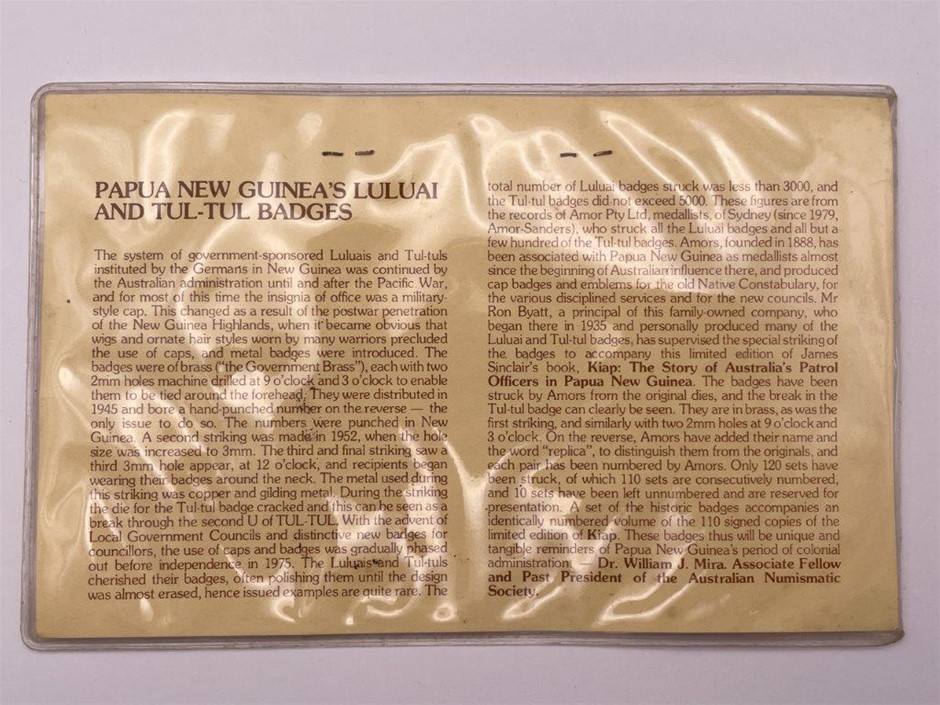 PAPUA NEW GUINEA'S LULUAI
AND TUL-TUL BADGES
The system of government-sponsored Luluais and Tul-tuls
instituted by the Germans in New Guinea was continued by
the Australian administration until and after the Pacific War,
and for most of this time the insignia of office was a military-
style cap. This changed as a result of the postwar penetration
of the New Guinea Highlands, when it became obvious that
wigs and ornate hair styles worn by many warriors precluded
the use of caps, and metal badges were introduced. The
badges were of brass ("the Government Brass"), each with two
2mm holes machine drilled at 9 o'clock and 3 o'clock to enable
them to be tied around the forehead. They were distributed in
1945 and bore a hand-punched number on the reverse — the
only issue to do so. The numbers were punched in New
Guinea. A second striking was made in 1952, when the hole
size was increased to 3mm. The third and final striking saw a
third 3mm hole appear, at 12 o'clock, and recipients began
wearing their badges around the neck. The metal used during
this striking was copper and gilding metal. During the striking
the die for the Tul-tul badge cracked and this can be seen as a
break through the second U of TUL-TUL. With the advent of
Local Government Councils and distinctive new badges for
councillors, the use of caps and badges was gradually phased
out before independence in 1975. The Luluais and Tul-tuls
cherished their badges, often polishing them until the design
was almost erased, hence issued examples are quite rare. The
total number of Luluai badges struck was less than 3000, and
the Tul-tul badges did not exceed 5000. These figures are from
the records of Amor Pty Ltd, medallists, of Sydney (since 1979,
Amor-Sanders), who struck all the Luluai badges and all but a
few hundred of the Tul-tul badges. Amors, founded in 1888, has
been associated with Papua New Guinea as medallists almost
since the beginning of Australian influence there, and produced
cap badges and emblems for the old Native Constabulary, for
the various disciplined services and for the new councils. Mr
Ron Byatt, a principal of this family-owned company, who
began there in 1935 and personally produced many of the
Luluai and Tul-tul badges, has supervised the special striking of
the badges to accompany this limited edition of James
Sinclair's book, Kiap: The Story of Australia's Patrol
Officers in Papua New Guinea. The badges have been
struck by Amors from the original dies, and the break in the
Tul-tul badge can clearly be seen. They are in brass, as was the
first striking, and similarly with two 2mm holes at 9 o'clock and
3 o'clock. On the reverse, Amors have added their name and
the word "replica", to distinguish them from the originals, and
each pair has been numbered by Amors. Only 120 sets have
been struck, of which 110 sets are consecutively numbered,
and 10 sets have been left unnumbered and are reserved for
presentation. A set of the historic badges accompanies an
identically numbered volume of the 110 signed copies of the
limited edition of Kiap. These badges thus will be unique and
tangible reminders of Papua New Guinea's period of colonial
administration. — Dr. William J. Mira. Associate Fellow
and Past President of the Australian Numismatic
Society.